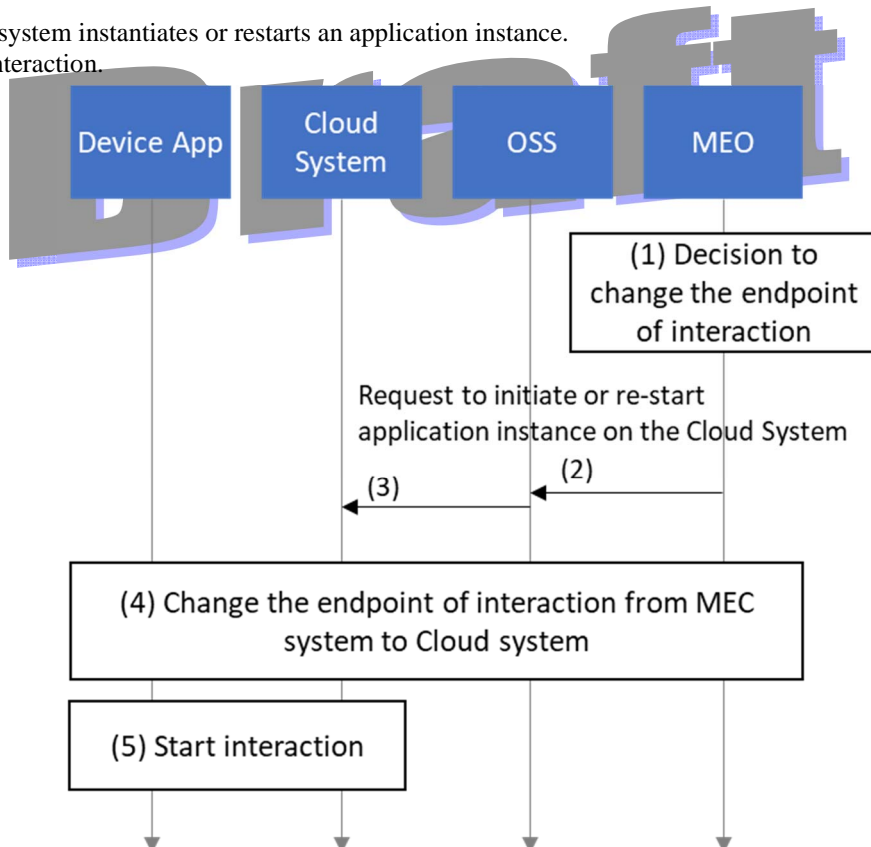 system instantiates or restarts an application instance.
nteraction.
Draft
Device App
Cloud
System
OSS
MEO
(1) Decision to
change the endpoint
of interaction
Request to initiate or re-start
application instance on the Cloud System
(2)
(3)
(4) Change the endpoint of interaction from MEC
system to Cloud system
(5) Start interaction